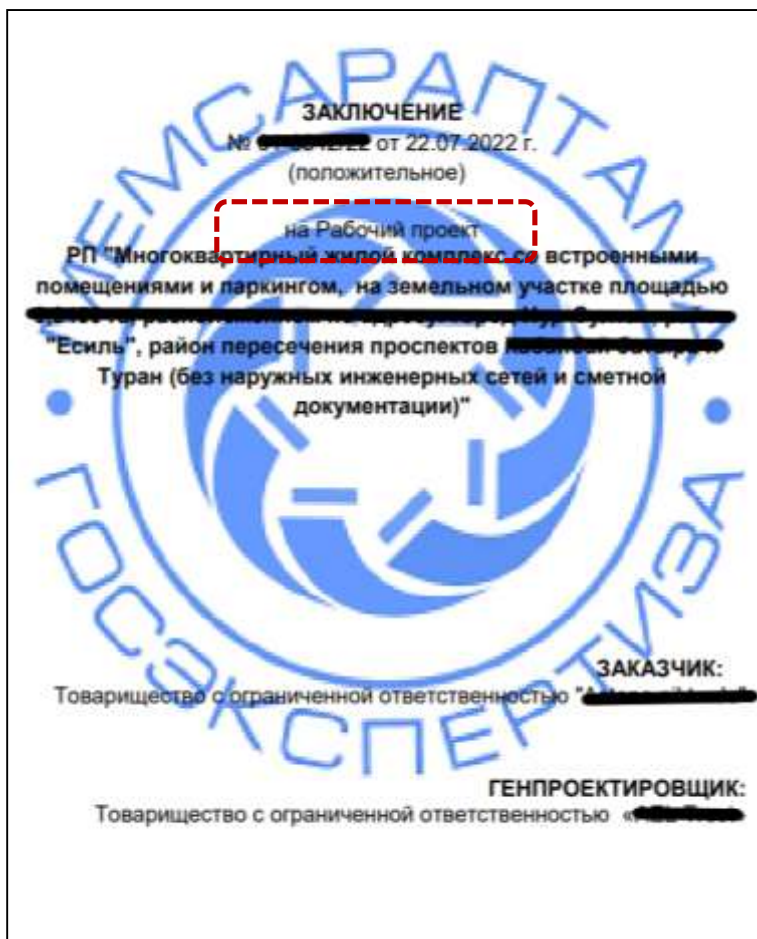 МЕМСАРАПТАМА
ЗАКЛЮЧЕНИЕ
№ от 22.07.2022 г.
(положительное)
на Рабочий проект
РП "Многоквартирный жилой комплекс со встроенными
помещениями и паркингом, на земельном участке площадью
"Есиль", район пересечения проспектов
Туран (без наружных инженерных сетей и сметной
документации)"
ГОСЭКСПЕРТИЗА
ЗАКАЗЧИК:
Товарищество с ограниченной ответственностью "
ГЕНПРОЕКТИРОВЩИК:
Товарищество с ограниченной ответственностью «